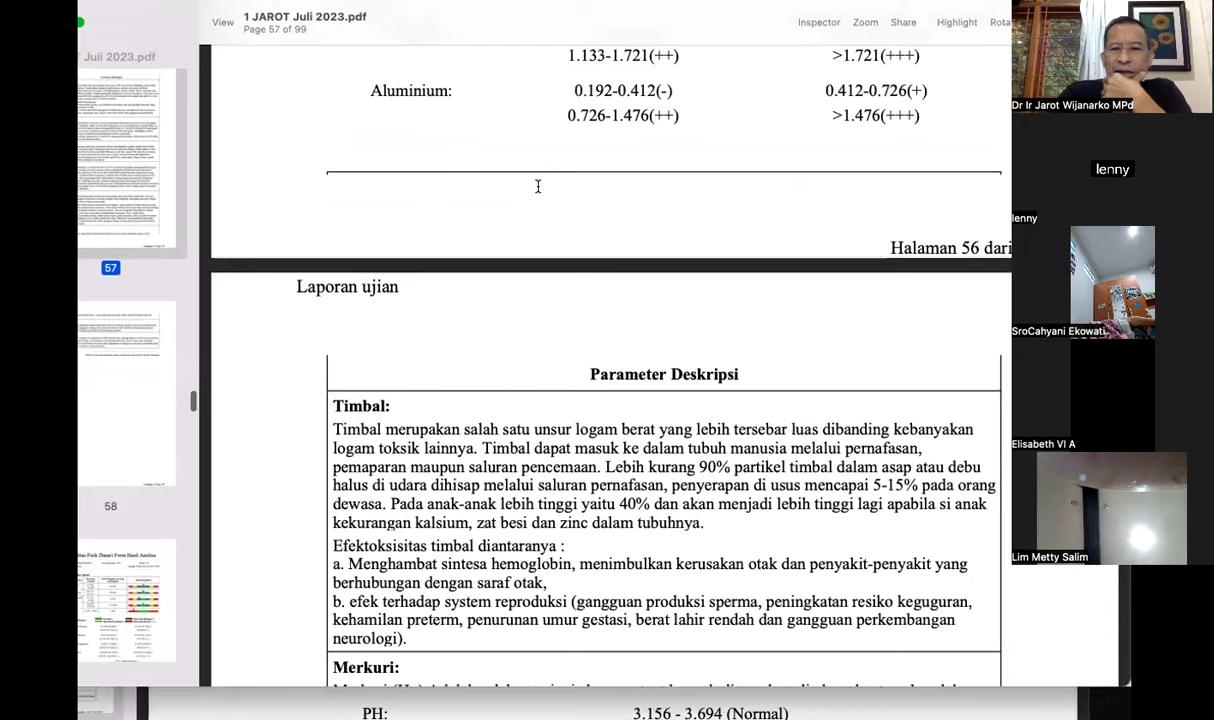 View
1 JAROT Juli 2023.pdf
Page 57 of 99
Inspector
Zoom
Share
Highlight
Rota
T Juli 2023.pdf
57
58
1.133-1.721(++) >1.721(+++)
Aluminium: 0.192-0.412(-) 0.412-0.726(+)
0.726-1.476(++) >1.476(+++)
Halaman 56 dari
Laporan ujian
Parameter Deskripsi
Timbal:
Timbal merupakan salah satu unsur logam berat yang lebih tersebar luas dibanding kebanyakan
logam toksik lainnya. Timbal dapat masuk ke dalam tubuh manusia melalui pernafasan,
pemaparan maupun saluran pencemaan. Lebih kurang 90% partikel timbal dalam asap atau debu
halus di udara dihisap melalui saluran pernafasan, penyerapan di usus mencapai 5-15% pada orang
dewasa. Pada anak-anak lebih tinggi yaitu 40% dan akan menjadi lebih tinggi lagi apabila si anak
kekurangan kalsium, zat besi dan zinc dalam tubuhnya.
Efektoksisitas timbal diantaranya :
a. Menghambat sintesa hemoglobin, menimbulkan kerusakan otak dan penyakit-penyakit yang
berhubungan dengan saraf otak,
b. efek terhadap system reproduksi (gangguan produksi sperma, peningkatan resiko keguguran,
kehamilan preterm, penurunan umur gestasi, berat lahir rendah dan gangguan perkembangan
neurologi).
Merkuri:
PH: 3.156 - 3.694 (Normal)
Dr Ir Jarot Wijanarko MPd
lenny
lenny
SroCahyani Ekowati
Elisabeth VI A
Lim Metty Salim